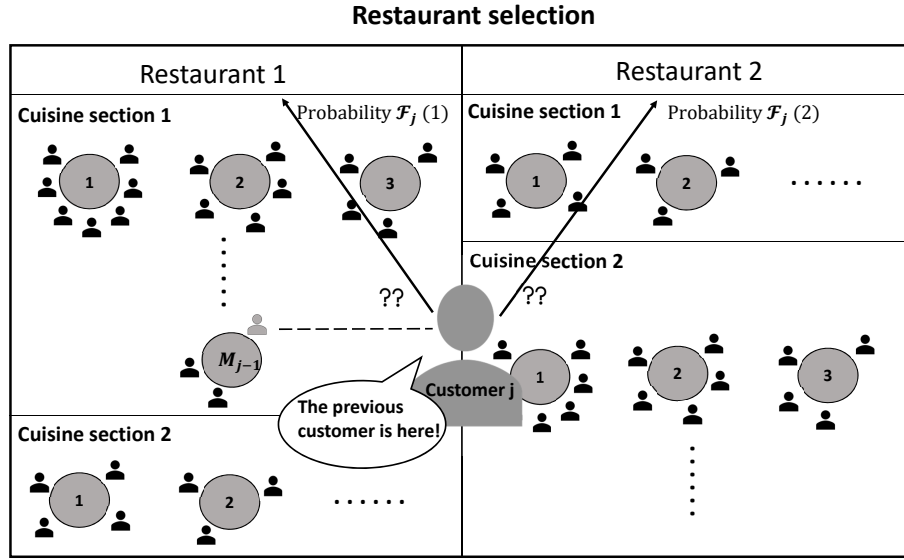 Restaurant selection
Restaurant 1
Restaurant 2
Cuisine section 1
Probability 𝓕ⱼ (1)
1
2
3
. . . . . .
?? 
M_{j−1}
The previous
customer is here!
Cuisine section 2
1
2
. . . . . .
Cuisine section 1
Probability 𝓕ⱼ (2)
1
2
. . . . . .
Cuisine section 2
??
Customer j
1
2
3
. . . . . .